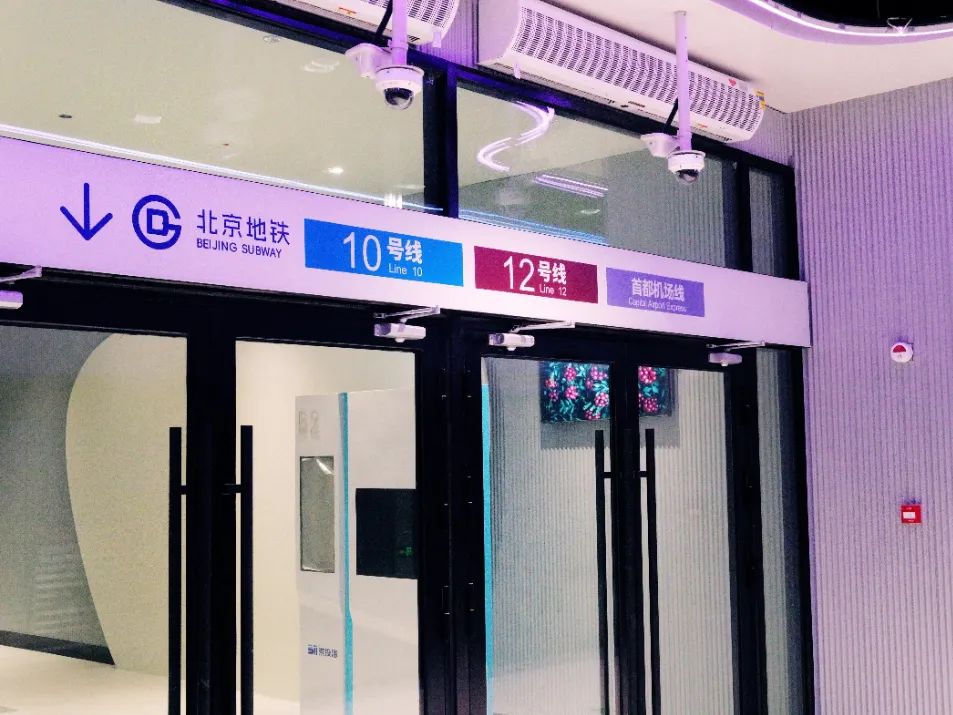 北京地铁
BEIJING SUBWAY
10号线
Line 10
12号线
Line 12
首都机场线
Capital Airport Express
B2